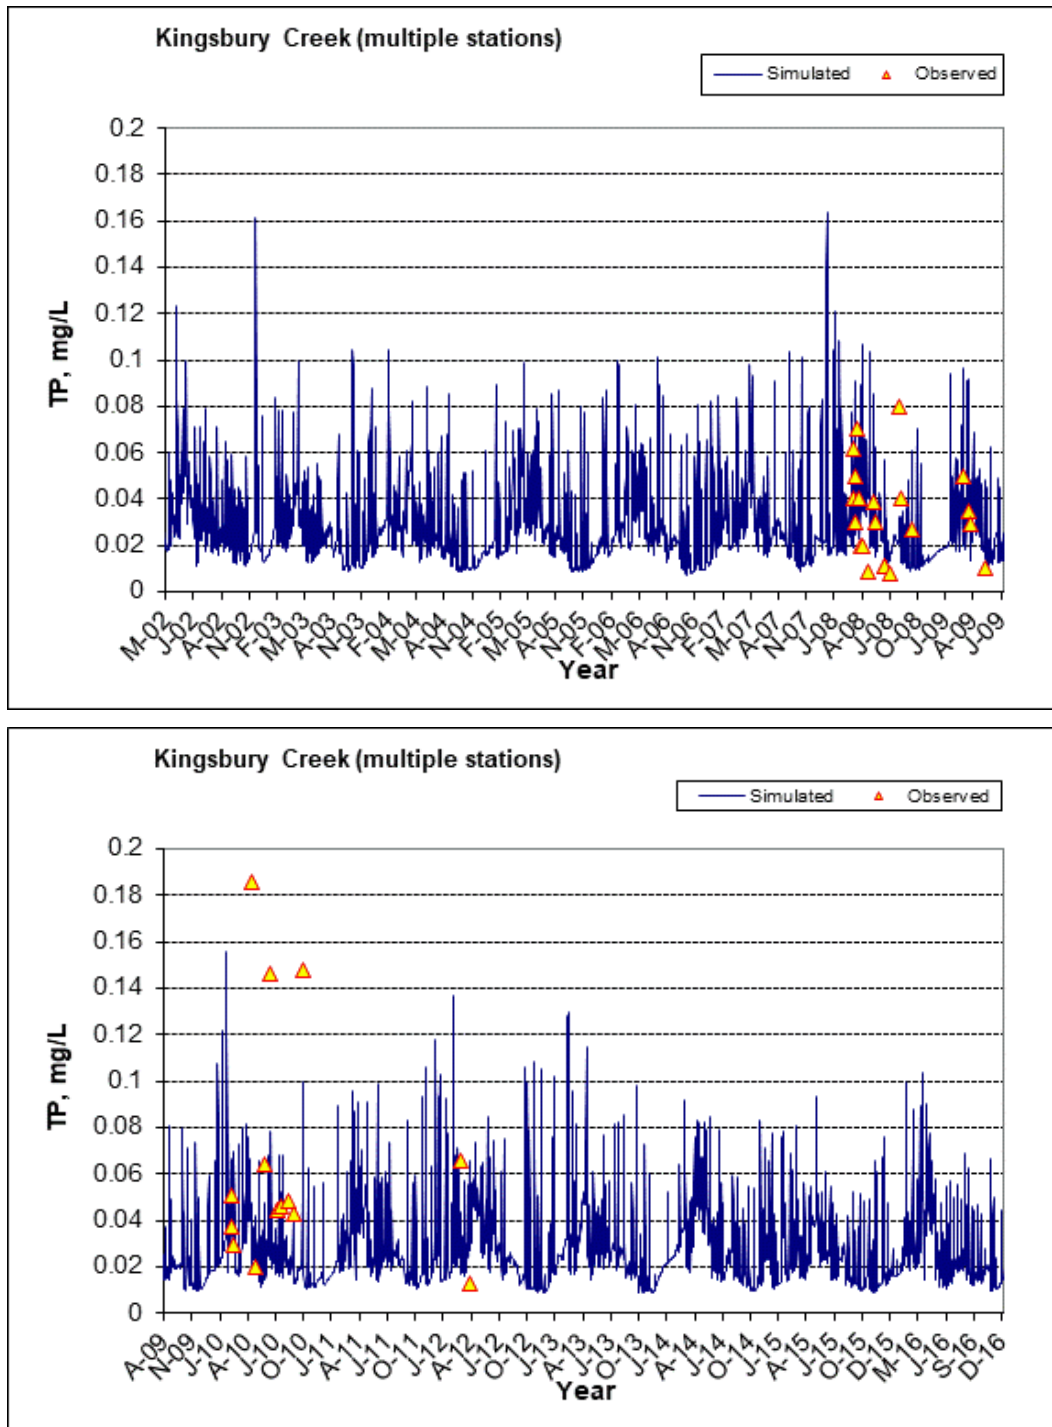 Kingsbury Creek (multiple stations)
Simulated Observed
0.2
0.18
0.16
0.14
0.12
0.1
0.08
0.06
0.04
0.02
0
TP, mg/L
M-02 J-02 A-02 N-02 F-03 M-03 A-03 N-03 F-04 M-04 A-04 N-04 F-05 M-05 A-05 N-05 F-06 M-06 A-06 N-06 F-07 M-07 A-07 N-07 J-08 A-08 J-08 O-08 J-09 A-09 J-09
Year
Kingsbury Creek (multiple stations)
Simulated Observed
0.2
0.18
0.16
0.14
0.12
0.1
0.08
0.06
0.04
0.02
0
TP, mg/L
A-09 N-09 J-10 A-10 J-10 O-10 J-11 A-11 J-11 O-11 J-12 A-12 J-12 O-12 J-13 A-13 J-13 O-13 J-14 A-14 J-14 O-14 J-15 A-15 J-15 O-15 D-15 M-16 J-16 S-16 D-16
Year